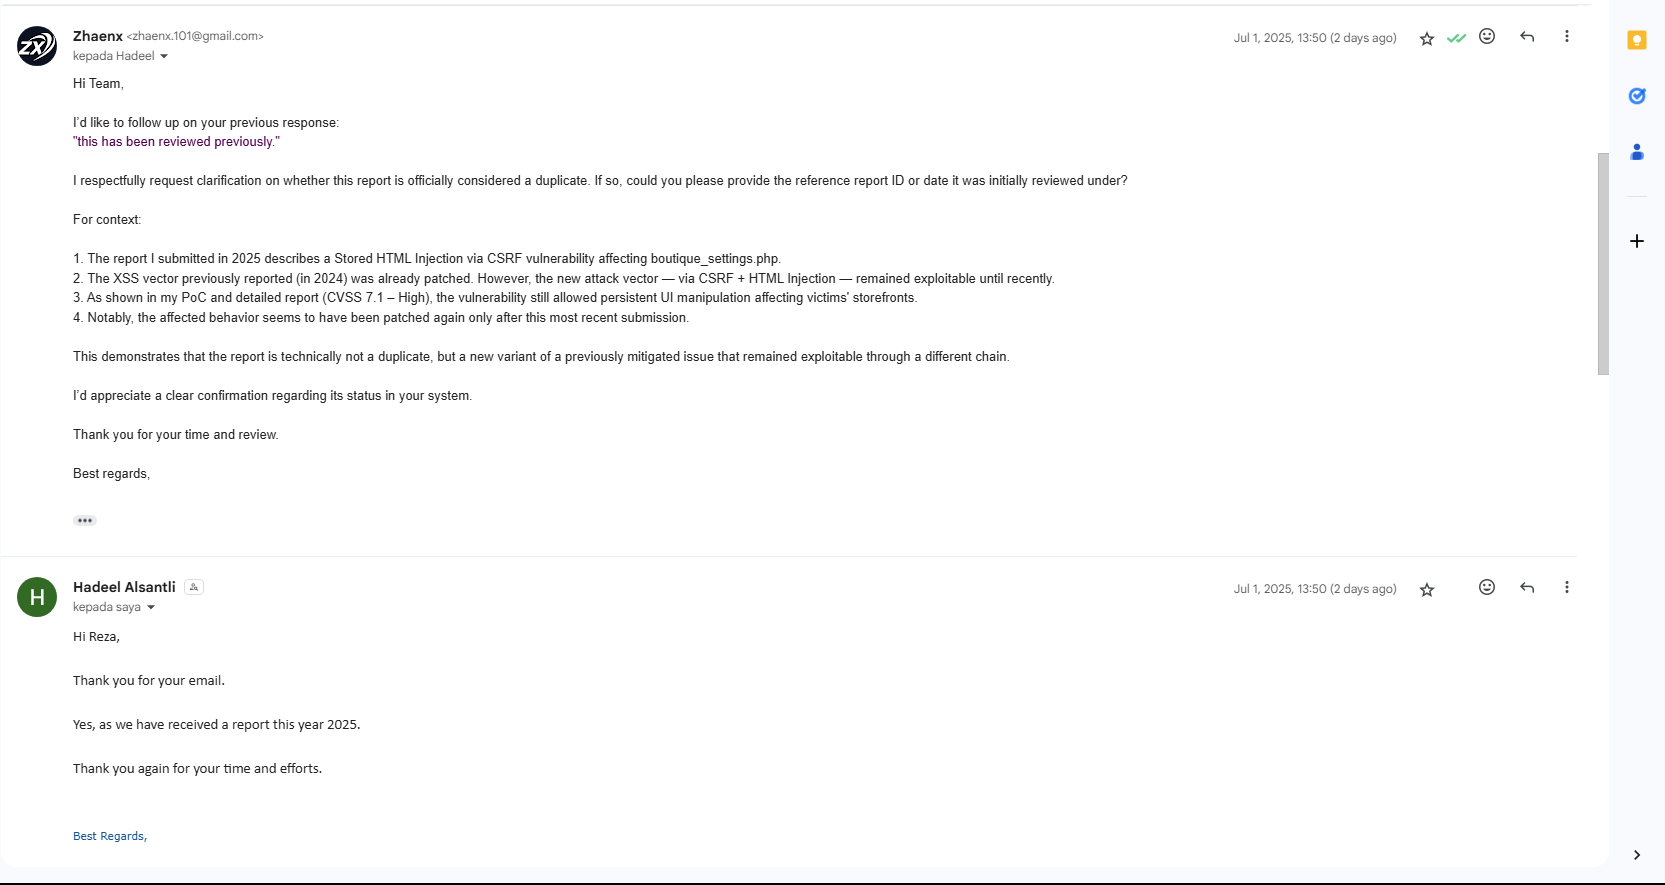 ZX
Zhaenx <zhaenx.101@gmail.com>
Jul 1, 2025, 13:50 (2 days ago)
kepada Hadeel
Hi Team,
I'd like to follow up on your previous response:
"this has been reviewed previously."
I respectfully request clarification on whether this report is officially considered a duplicate. If so, could you please provide the reference report ID or date it was initially reviewed under?
For context:
1. The report I submitted in 2025 describes a Stored HTML Injection via CSRF vulnerability affecting boutique_settings.php.
2. The XSS vector previously reported (in 2024) was already patched. However, the new attack vector — via CSRF + HTML Injection — remained exploitable until recently.
3. As shown in my PoC and detailed report (CVSS 7.1 – High), the vulnerability still allowed persistent UI manipulation affecting victims' storefronts.
4. Notably, the affected behavior seems to have been patched again only after this most recent submission.
This demonstrates that the report is technically not a duplicate, but a new variant of a previously mitigated issue that remained exploitable through a different chain.
I'd appreciate a clear confirmation regarding its status in your system.
Thank you for your time and review.
Best regards,
H
Hadeel Alsantli
Jul 1, 2025, 13:50 (2 days ago)
kepada saya
Hi Reza,
Thank you for your email.
Yes, as we have received a report this year 2025.
Thank you again for your time and efforts.
Best Regards,